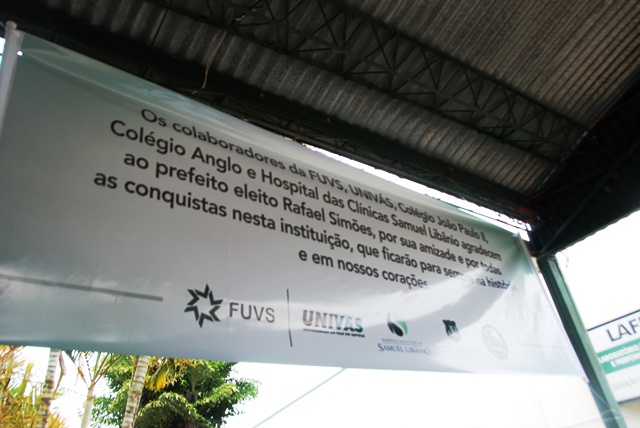 Os colaboradores da FUVS, UNIVÁS, Colégio João Paulo II,
Colégio Anglo e Hospital das Clínicas Samuel Libânio agradecem
ao prefeito eleito Rafael Simões, por sua amizade e por todas
as conquistas nesta instituição, que ficarão para sempre na história
e em nossos corações
FUVS
UNIVÁS
SAMUEL LIBÂNIO
LAF